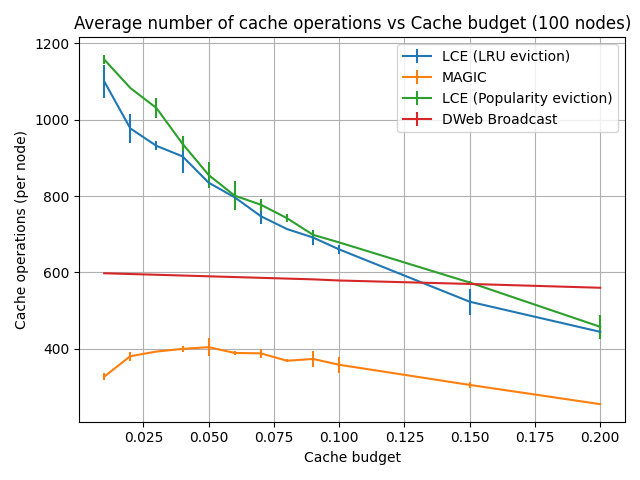 Average number of cache operations vs Cache budget (100 nodes)
LCE (LRU eviction)
MAGIC
LCE (Popularity eviction)
DWeb Broadcast
Cache operations (per node)
1200
1000
800
600
400
0.025 0.050 0.075 0.100 0.125 0.150 0.175 0.200
Cache budget